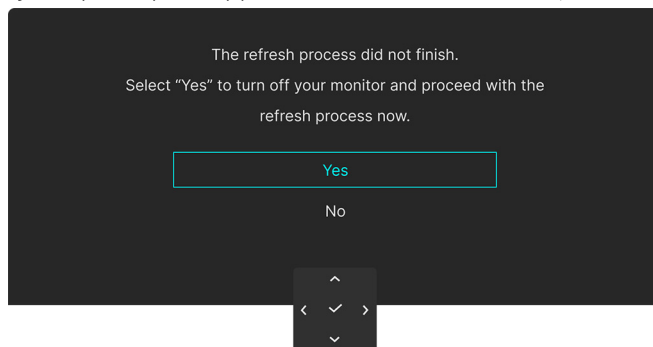 The refresh process did not finish.
Select “Yes” to turn off your monitor and proceed with the
refresh process now.
Yes
No